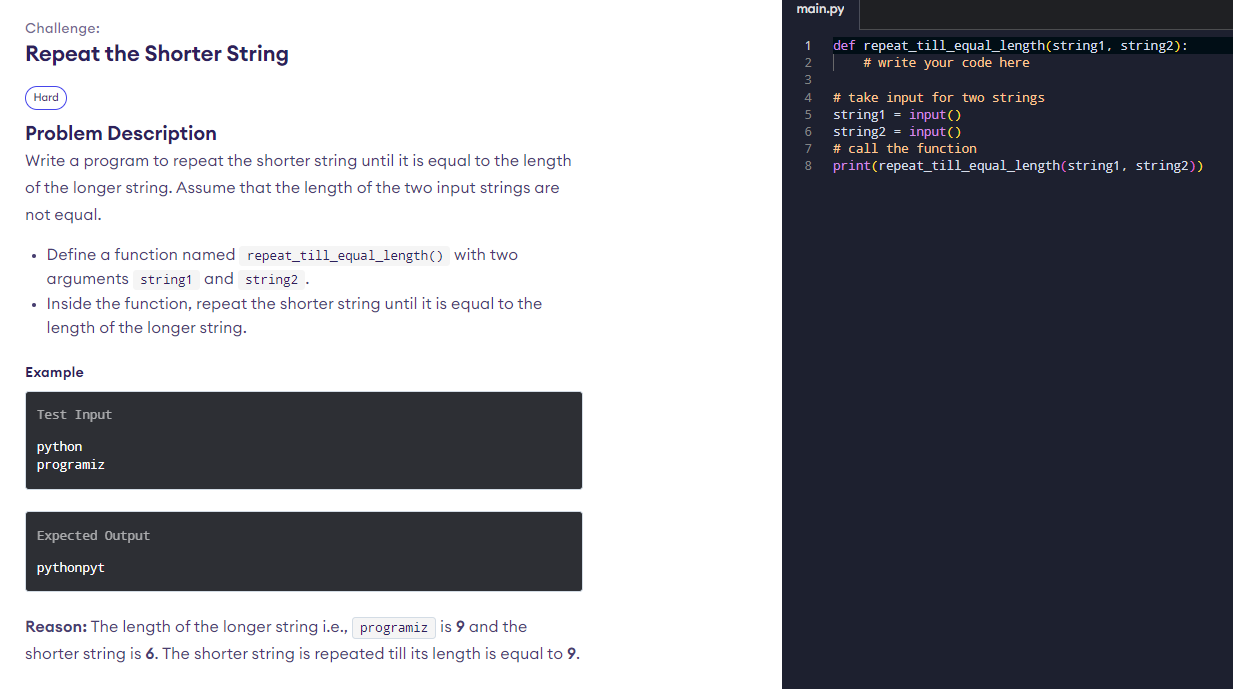 Challenge:
Repeat the Shorter String
Hard
Problem Description
Write a program to repeat the shorter string until it is equal to the length
of the longer string. Assume that the length of the two input strings are
not equal.
• Define a function named repeat_till_equal_length() with two
arguments string1 and string2 .
• Inside the function, repeat the shorter string until it is equal to the
length of the longer string.
Example
Test Input
python
programiz
Expected Output
pythonpyt
Reason: The length of the longer string i.e., programiz is 9 and the
shorter string is 6. The shorter string is repeated till its length is equal to 9.
main.py
1 def repeat_till_equal_length(string1, string2):
2     # write your code here
3
4 # take input for two strings
5 string1 = input()
6 string2 = input()
7 # call the function
8 print(repeat_till_equal_length(string1, string2))